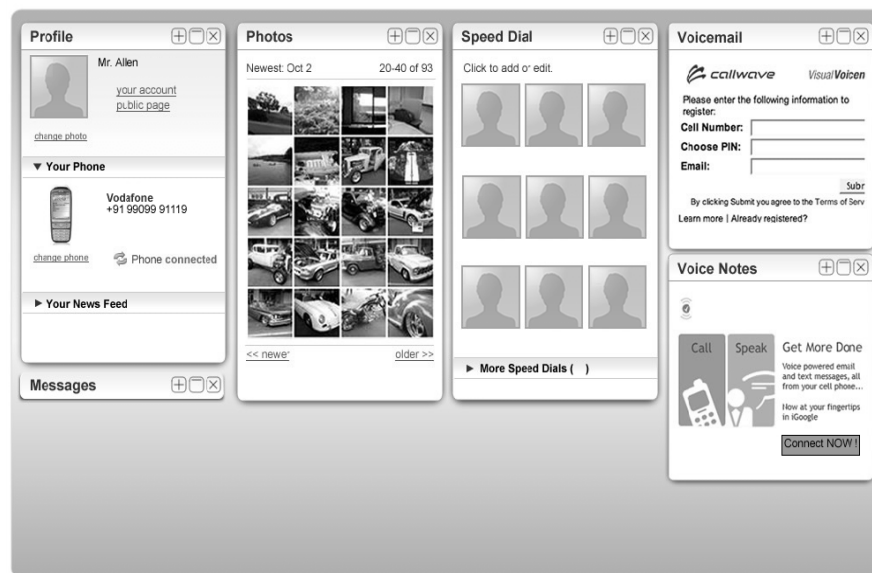 Profile
Mr. Allen
your account
public page
change photo
Your Phone
Vodafone
+91 99099 91119
change phone
Phone connected
Your News Feed
Messages
Photos
Newest: Oct 2
20-40 of 93
<< newer
older >>
Speed Dial
Click to add or edit.
More Speed Dials ( )
Voicemail
callwave
VisualVoicen
Please enter the following information to
register:
Cell Number:
Choose PIN:
Email:
Subr
By clicking Submit you agree to the Terms of Serv
Learn more | Already registered?
Voice Notes
Call
Speak
Get More Done
Voice powered email
and text messages, all
from your cell phone...
Now at your fingertips
in iGoogle
Connect NOW !